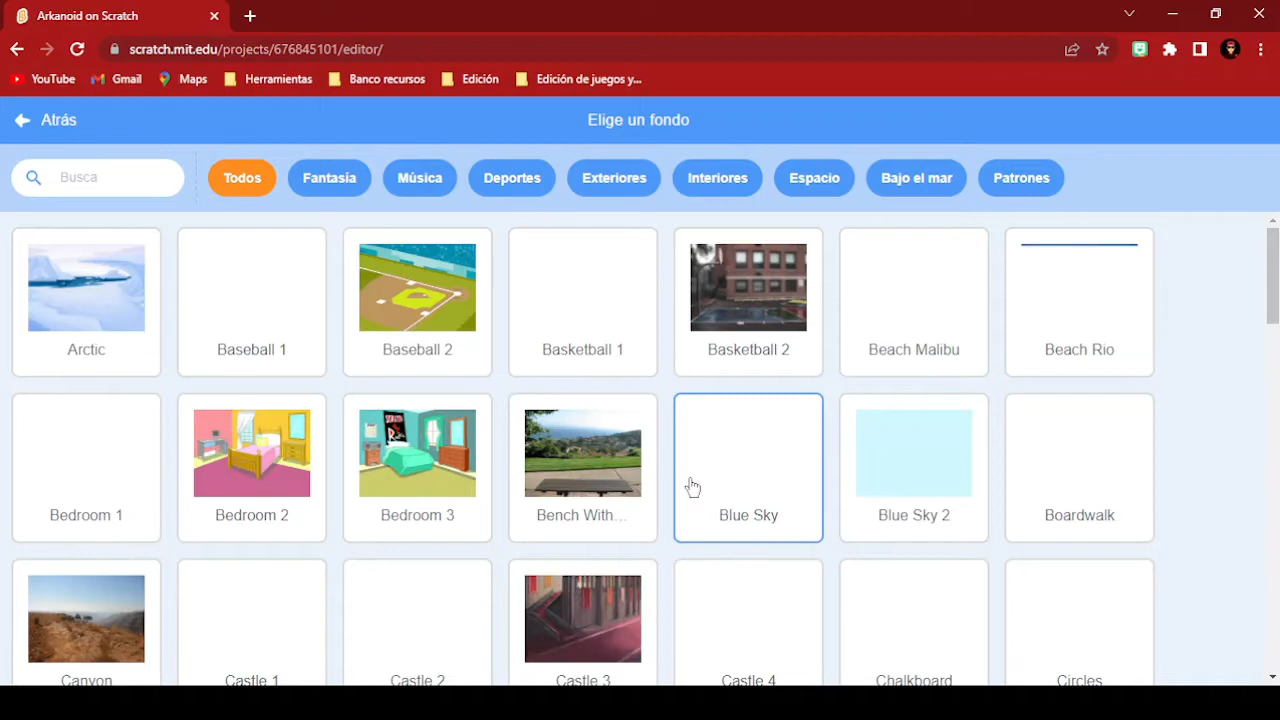 Arkanoid on Scratch
scratch.mit.edu/projects/676845101/editor/
YouTube Gmail Maps Herramientas Banco recursos Edición Edición de juegos y...
Atrás Elige un fondo
Busca Todos Fantasía Música Deportes Exteriores Interiores Espacio Bajo el mar Patrones
Arctic Baseball 1 Baseball 2 Basketball 1 Basketball 2 Beach Malibu Beach Rio
Bedroom 1 Bedroom 2 Bedroom 3 Bench With... Blue Sky Blue Sky 2 Boardwalk
Canyon Castle 1 Castle 2 Castle 3 Castle 4 Chalkboard Circles